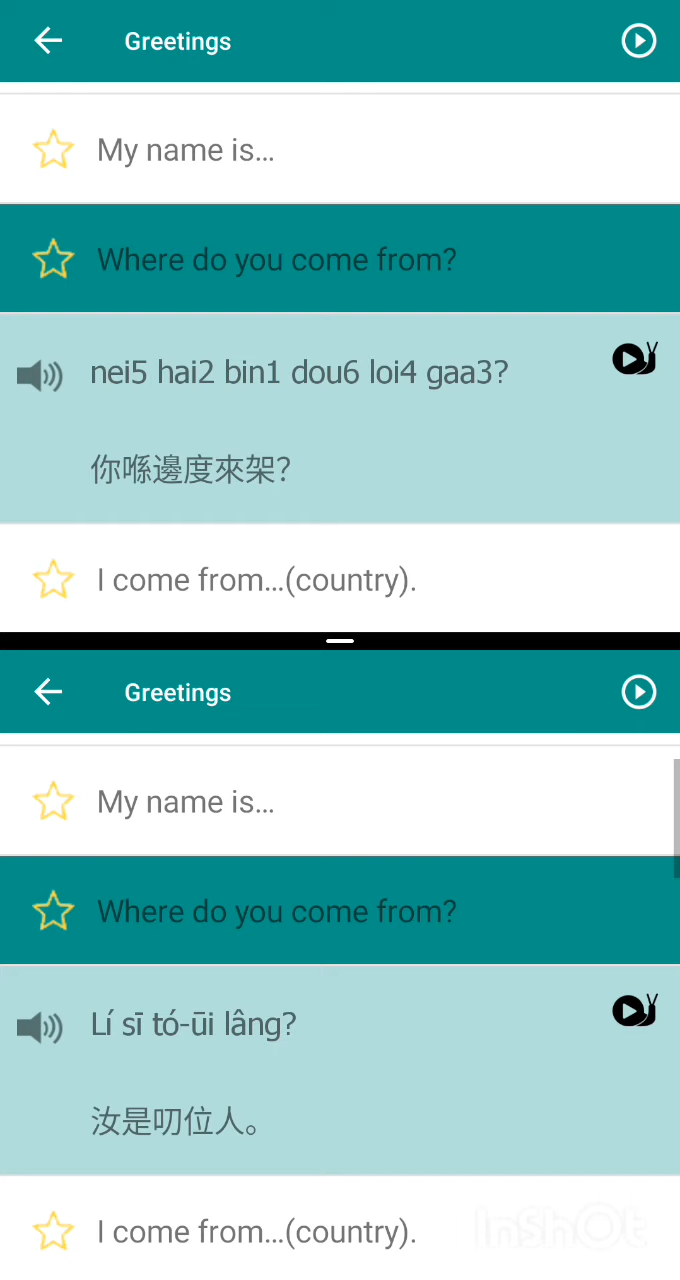 Greetings
My name is...
Where do you come from?
nei5 hai2 bin1 dou6 loi4 gaa3?
你喺邊度來架?
I come from...(country).
Greetings
My name is...
Where do you come from?
Lí sī tó-ūi lâng?
汝是叨位人。
I come from...(country).
InShOt